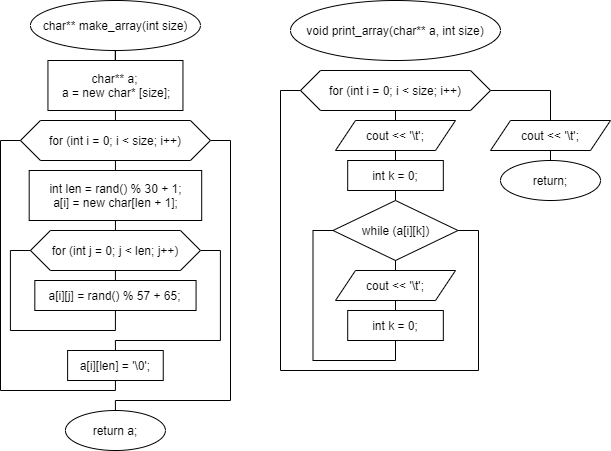 char** make_array(int size)
char** a;
a = new char* [size];
for (int i = 0; i < size; i++)
int len = rand() % 30 + 1;
a[i] = new char[len + 1];
for (int j = 0; j < len; j++)
a[i][j] = rand() % 57 + 65;
a[i][len] = '\0';
return a;
void print_array(char** a, int size)
for (int i = 0; i < size; i++)
cout << '\t';
int k = 0;
while (a[i][k])
cout << '\t';
int k = 0;
cout << '\t';
return;